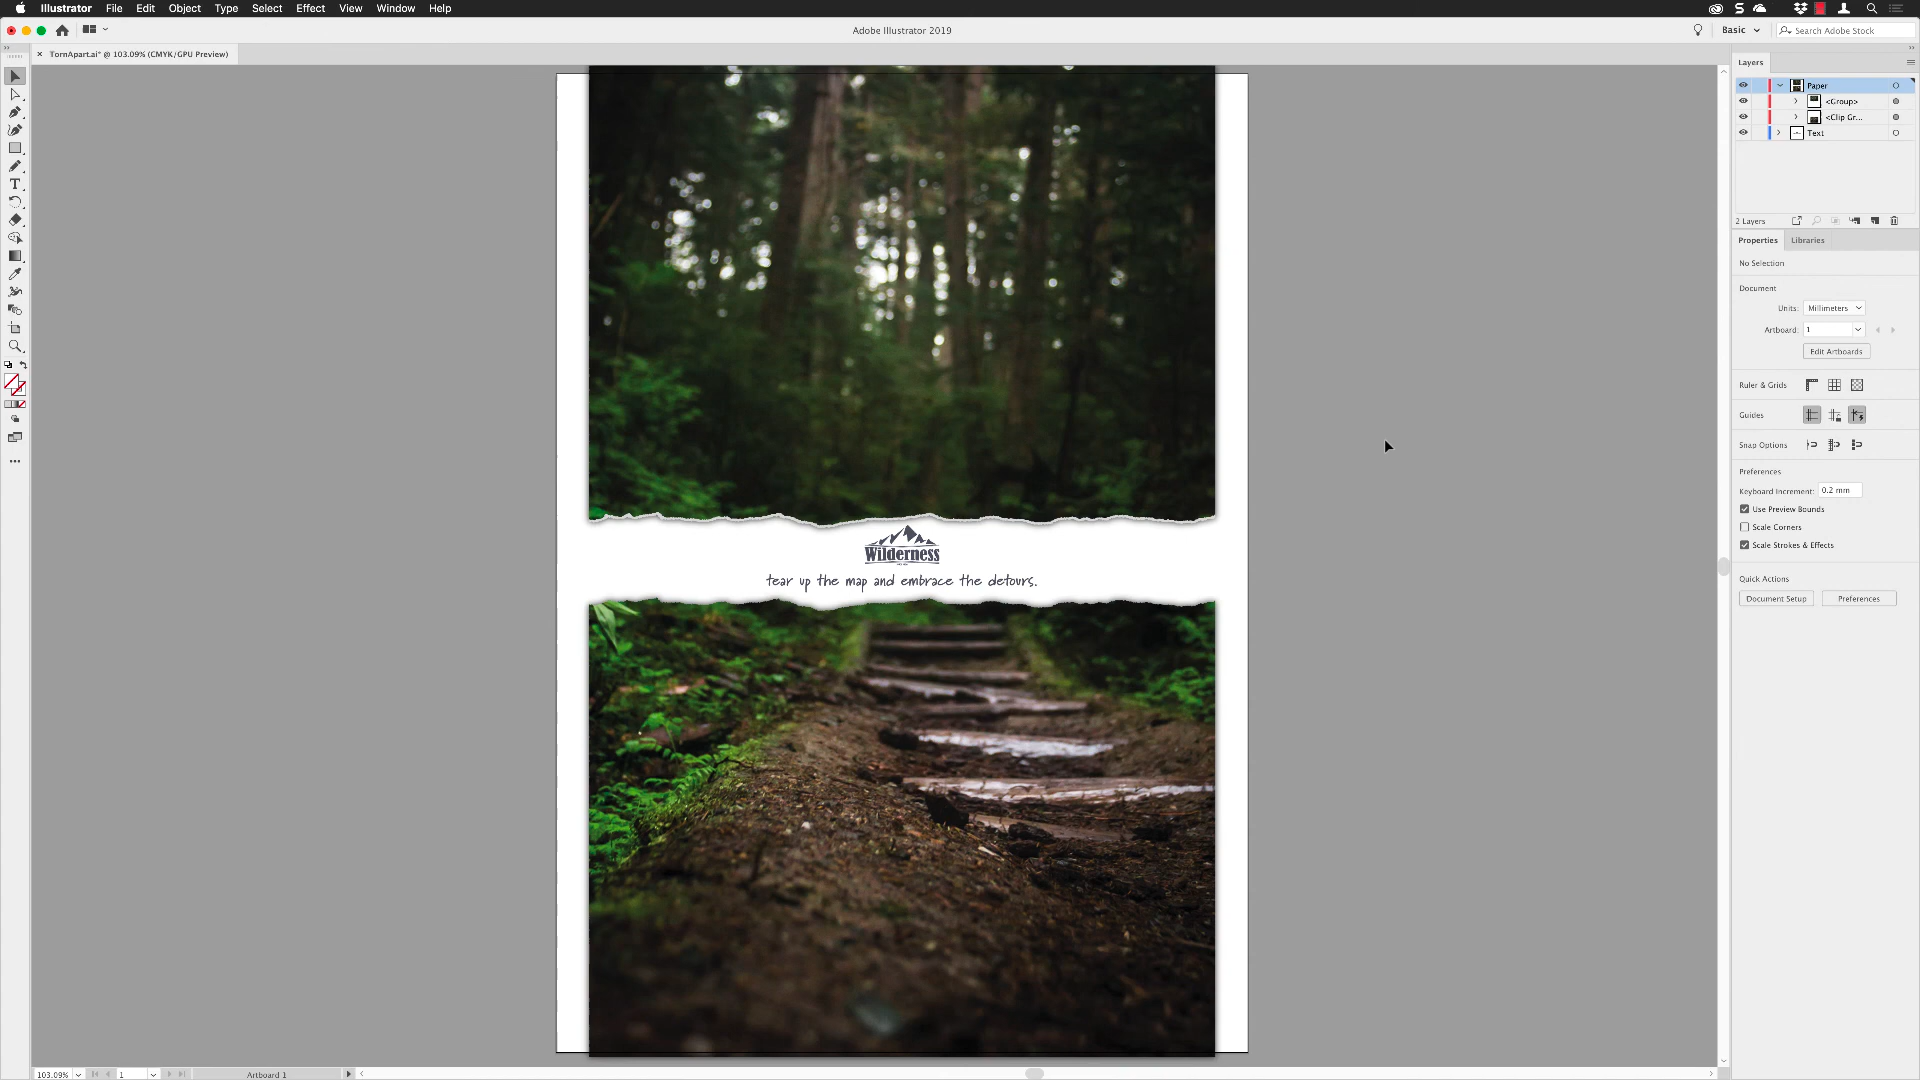 Illustrator File Edit Object Type Select Effect View Window Help
Adobe Illustrator 2019
Basic
Search Adobe Stock
TornApart.ai* @ 103.09% (CMYK/GPU Preview)
Layers
Paper
<Group>
<Clip Gr...
Text
2 Layers
Properties Libraries
No Selection
Document
Units: Millimeters
Artboard: 1
Edit Artboards
Ruler & Grids
Guides
Snap Options
Preferences
Keyboard Increment: 0.2 mm
Use Preview Bounds
Scale Corners
Scale Strokes & Effects
Quick Actions
Document Setup Preferences
Wilderness
tear up the map and embrace the detours.
103.09% 1 Artboard 1